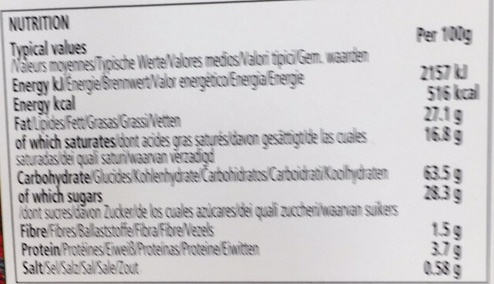 NUTRITION
Typical values Per 100g
Valeurs moyennes/Typische Werte/Valores medios/Valori tipici/Gem. waarden
Energy kJ/Energie/Brennwert/Valor energético/Energia/Energie 2157 kJ
Energy kcal 516 kcal
Fat/Lipides/Fett/Grasas/Grassi/Vetten 27.1 g
of which saturates/dont acides gras saturés/davon gesättigt/de las cuales 16.8 g
saturadas/dei quali saturi/waarvan verzadigd
Carbohydrate/Glucides/Kohlenhydrate/Carbohidratos/Carboidrati/Koolhydraten 63.5 g
of which sugars 28.3 g
/dont sucres/davon Zucker/de los cuales azúcares/dei quali zuccheri/waarvan suikers
Fibre/Fibres/Ballaststoffe/Fibra/Fibre/Vezels 1.5 g
Protein/Protéines/Eiweiß/Proteínas/Proteine/Eiwitten 3.7 g
Salt/Sel/Salz/Sal/Sale/Zout 0.58 g